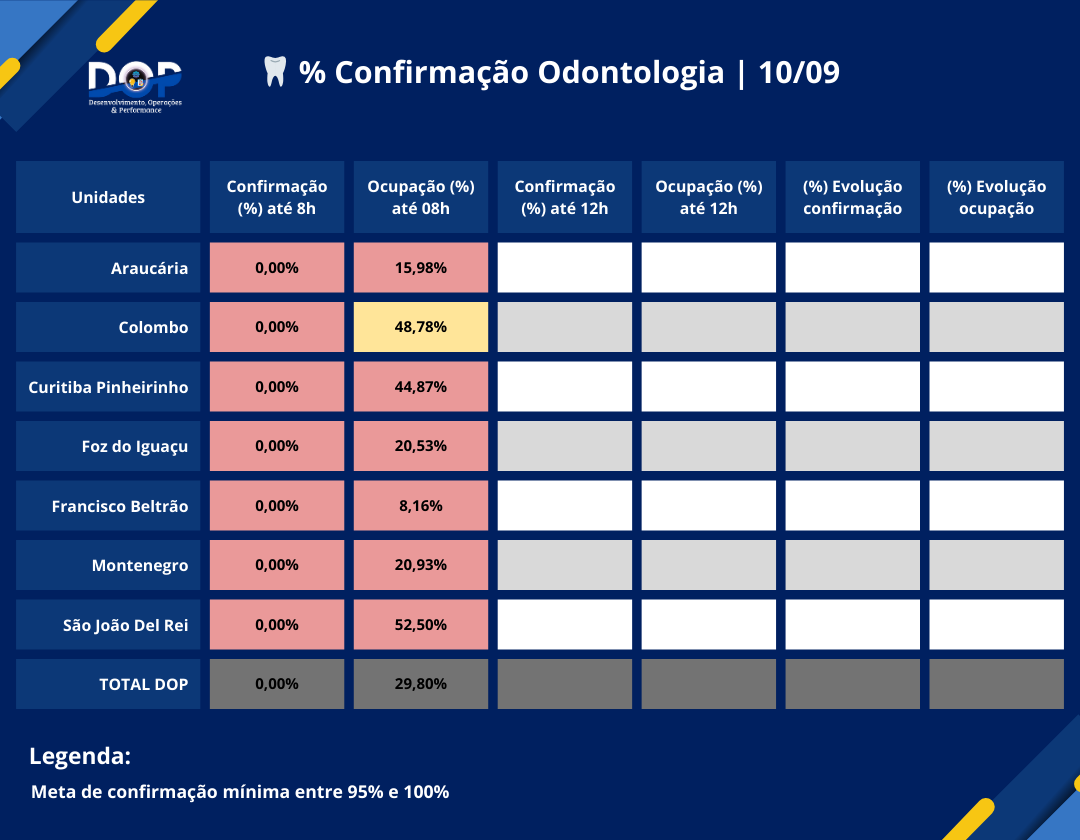 DOP
Desenvolvimento, Operações
& Performance
% Confirmação Odontologia | 10/09
Unidades
Confirmação
(%) até 8h
Ocupação (%)
até 08h
Confirmação
(%) até 12h
Ocupação (%)
até 12h
(%) Evolução
confirmação
(%) Evolução
ocupação
Araucária 0,00% 15,98%
Colombo 0,00% 48,78%
Curitiba Pinheirinho 0,00% 44,87%
Foz do Iguaçu 0,00% 20,53%
Francisco Beltrão 0,00% 8,16%
Montenegro 0,00% 20,93%
São João Del Rei 0,00% 52,50%
TOTAL DOP 0,00% 29,80%
Legenda:
Meta de confirmação mínima entre 95% e 100%